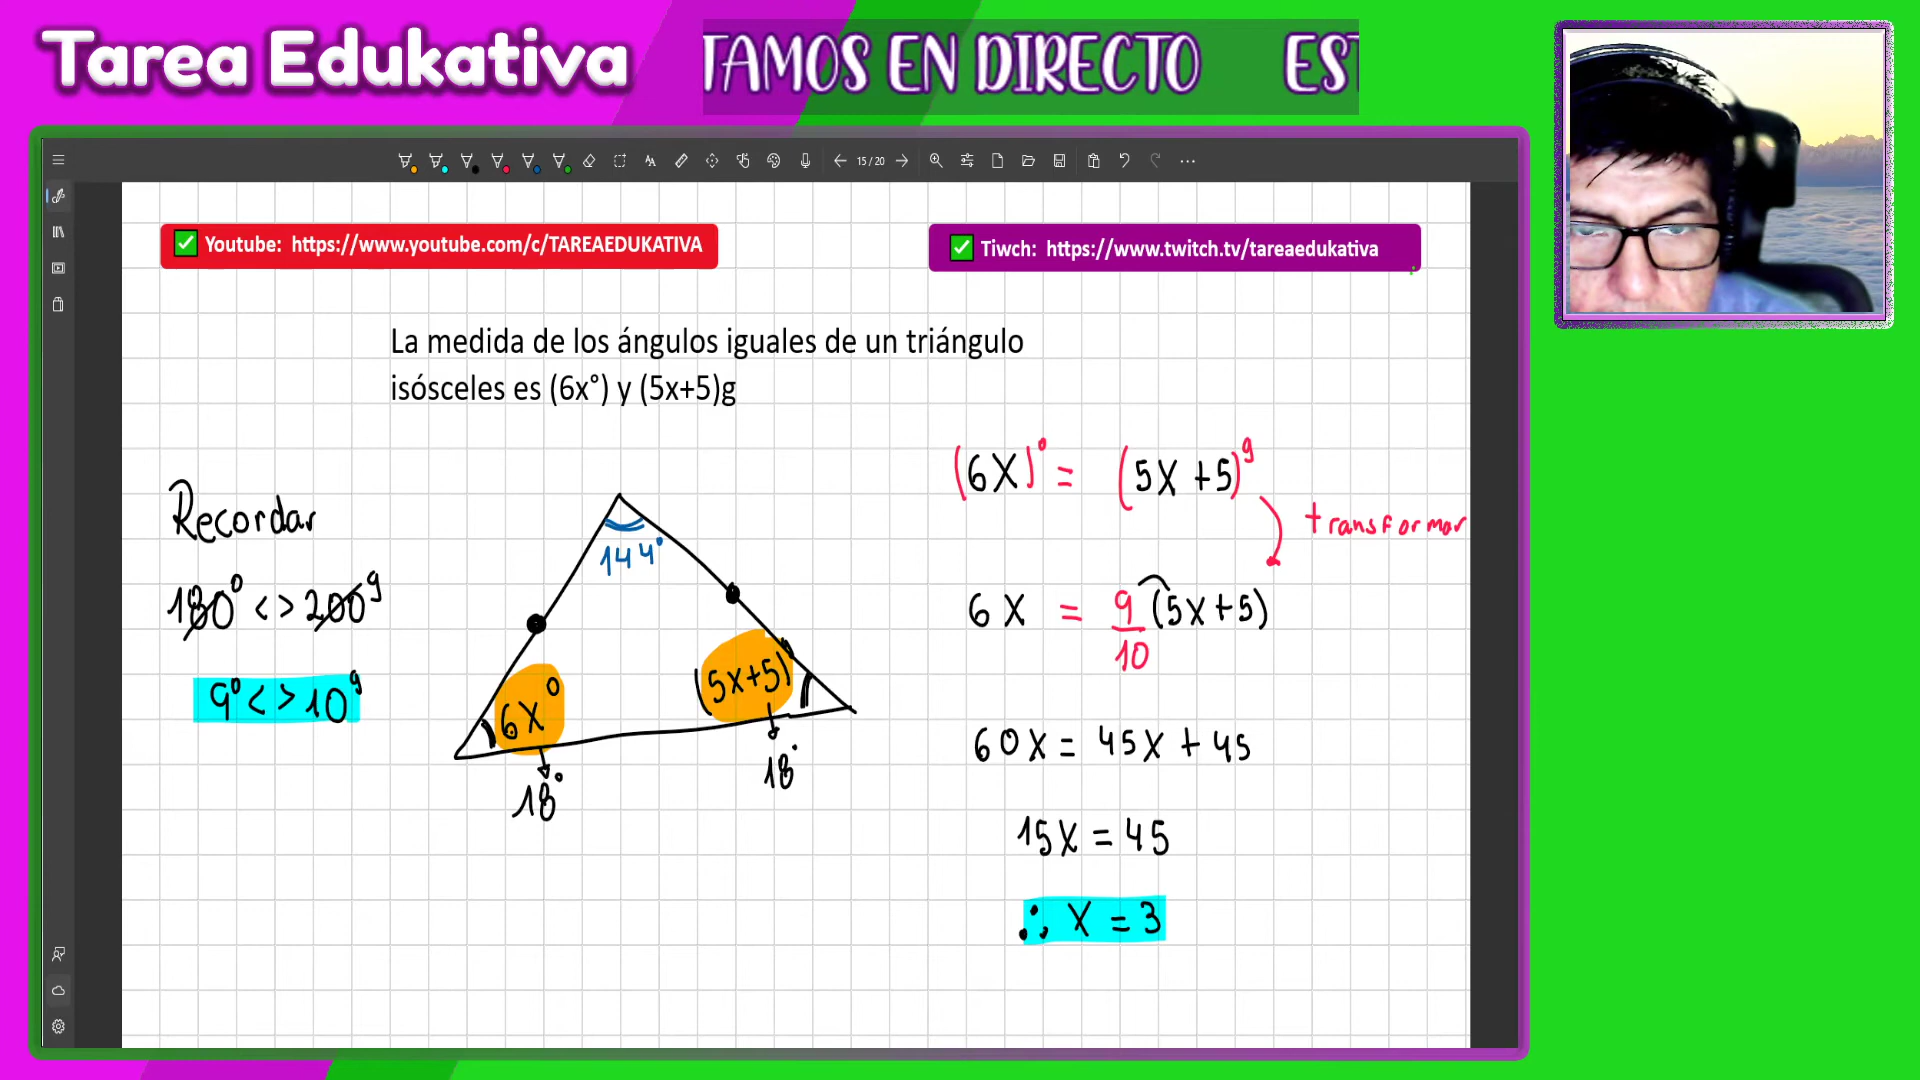 Tarea Edukativa
TAMOS EN DIRECTO EST
15 / 20
✅ Youtube: https://www.youtube.com/c/TAREAEDUKATIVA
✅ Tiwch: https://www.twitch.tv/tareaedukativa
La medida de los ángulos iguales de un triángulo
isósceles es (6x°) y (5x+5)g
Recordar
180° <> 200g
9° <> 10g
144°
6X°
(5x+5)
18°
18°
(6X)° = (5X+5)g
transformar
6X = 9/10 (5X+5)
60X = 45X + 45
15X = 45
∴ X = 3